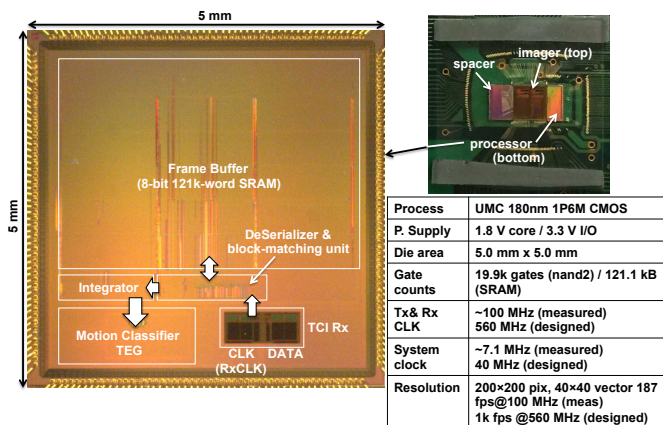 5 mm
5 mm
Frame Buffer
(8-bit 121k-word SRAM)
DeSerializer &
block-matching unit
Integrator
Motion Classifier
TEG
TCI Rx
CLK DATA
(RxCLK)
imager (top)
spacer
processor
(bottom)
Process UMC 180nm 1P6M CMOS
P. Supply 1.8 V core / 3.3 V I/O
Die area 5.0 mm x 5.0 mm
Gate counts 19.9k gates (nand2) / 121.1 kB
(SRAM)
Tx& Rx CLK ~100 MHz (measured)
560 MHz (designed)
System clock ~7.1 MHz (measured)
40 MHz (designed)
Resolution 200×200 pix, 40×40 vector 187
fps@100 MHz (meas)
1k fps @560 MHz (designed)